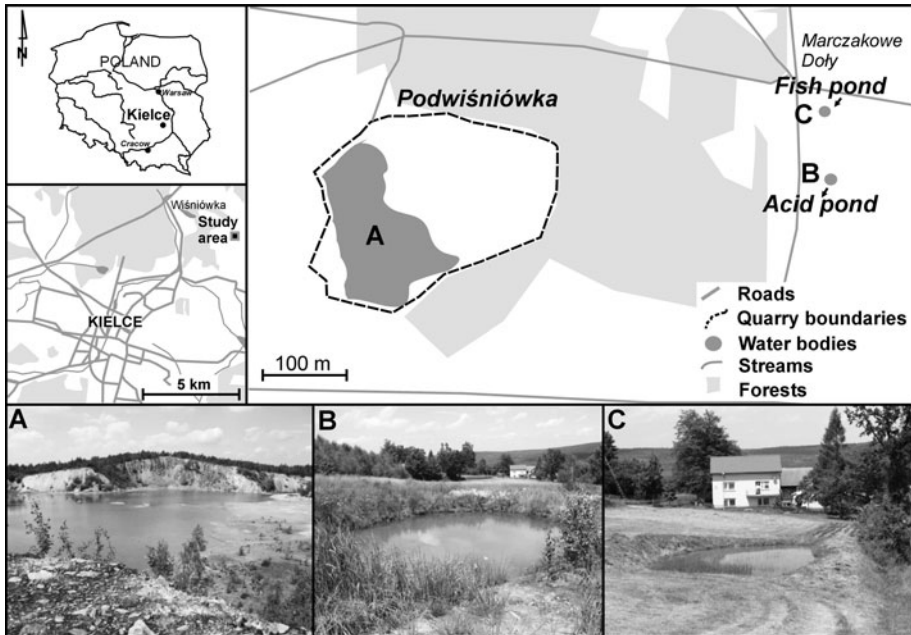 N
POLAND
Warsaw
Kielce
Cracow
Wiśniówka
Study
area
KIELCE
5 km
Podwiśniówka
A
Marczakowe
Doły
Fish pond
C
B
Acid pond
Roads
Quarry boundaries
Water bodies
Streams
Forests
100 m
A
B
C